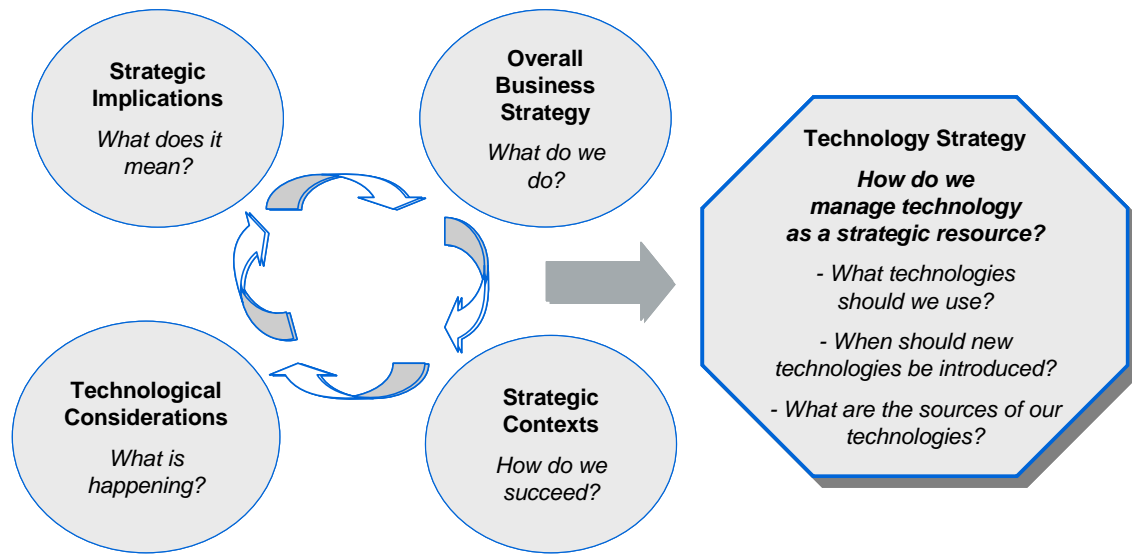 Strategic
Implications
What does it
mean?
Overall
Business
Strategy
What do we
do?
Technological
Considerations
What is
happening?
Strategic
Contexts
How do we
succeed?
Technology Strategy
How do we
manage technology
as a strategic resource?
- What technologies
should we use?
- When should new
technologies be introduced?
- What are the sources of our
technologies?